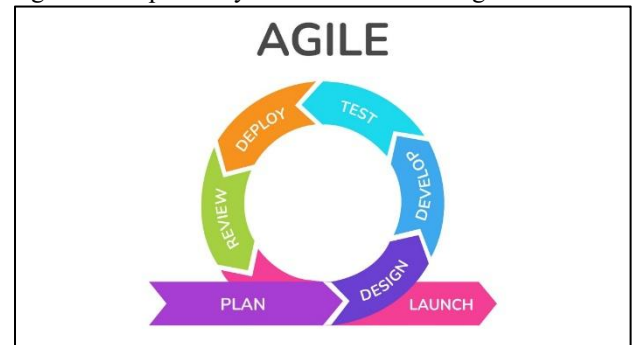 AGILE
PLAN
DESIGN
DEVELOP
TEST
DEPLOY
REVIEW
LAUNCH